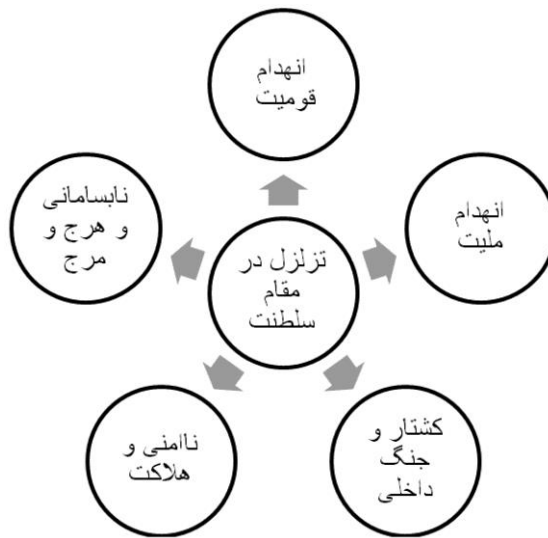 انهدام
قومیت
انهدام
ملیت
نابسامانی
و هرج و
مرج
تزلزل در
مقام
سلطنت
کشتار و
جنگ
داخلی
ناامنی و
هلاکت